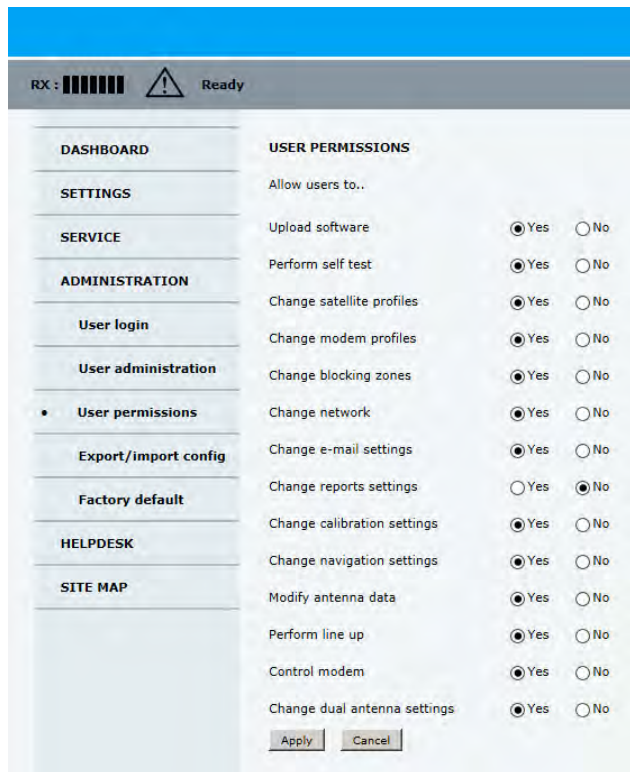 RX : Ready
DASHBOARD
SETTINGS
SERVICE
ADMINISTRATION
User login
User administration
• User permissions
Export/import config
Factory default
HELPDESK
SITE MAP
USER PERMISSIONS
Allow users to..
Upload software Yes No
Perform self test Yes No
Change satellite profiles Yes No
Change modem profiles Yes No
Change blocking zones Yes No
Change network Yes No
Change e-mail settings Yes No
Change reports settings Yes No
Change calibration settings Yes No
Change navigation settings Yes No
Modify antenna data Yes No
Perform line up Yes No
Control modem Yes No
Change dual antenna settings Yes No
Apply Cancel